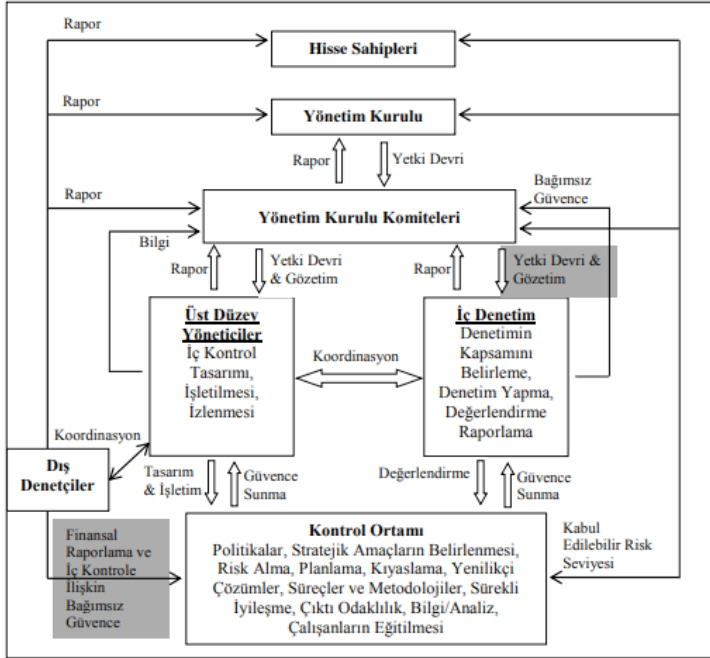 Rapor
Hisse Sahipleri
Rapor
Yönetim Kurulu
Rapor
Yetki Devri
Rapor
Bağımsız
Güvence
Yönetim Kurulu Komiteleri
Bilgi
Rapor
Yetki Devri
& Gözetim
Rapor
Yetki Devri &
Gözetim
Üst Düzey
Yöneticiler
İç Kontrol
Tasarımı,
İşletilmesi,
İzlenmesi
Koordinasyon
İç Denetim
Denetimin
Kapsamını
Belirleme,
Denetim Yapma,
Değerlendirme
Raporlama
Koordinasyon
Dış
Denetçiler
Tasarım
& İşletim
Güvence
Sunma
Değerlendirme
Güvence
Sunma
Finansal
Raporlama ve
İç Kontrole
İlişkin
Bağımsız
Güvence
Kontrol Ortamı
Politikalar, Stratejik Amaçların Belirlenmesi,
Risk Alma, Planlama, Kıyaslama, Yenilikçi
Çözümler, Süreçler ve Metodolojiler, Sürekli
İyileşme, Çıktı Odaklılık, Bilgi/Analiz,
Çalışanların Eğitilmesi
Kabul
Edilebilir Risk
Seviyesi